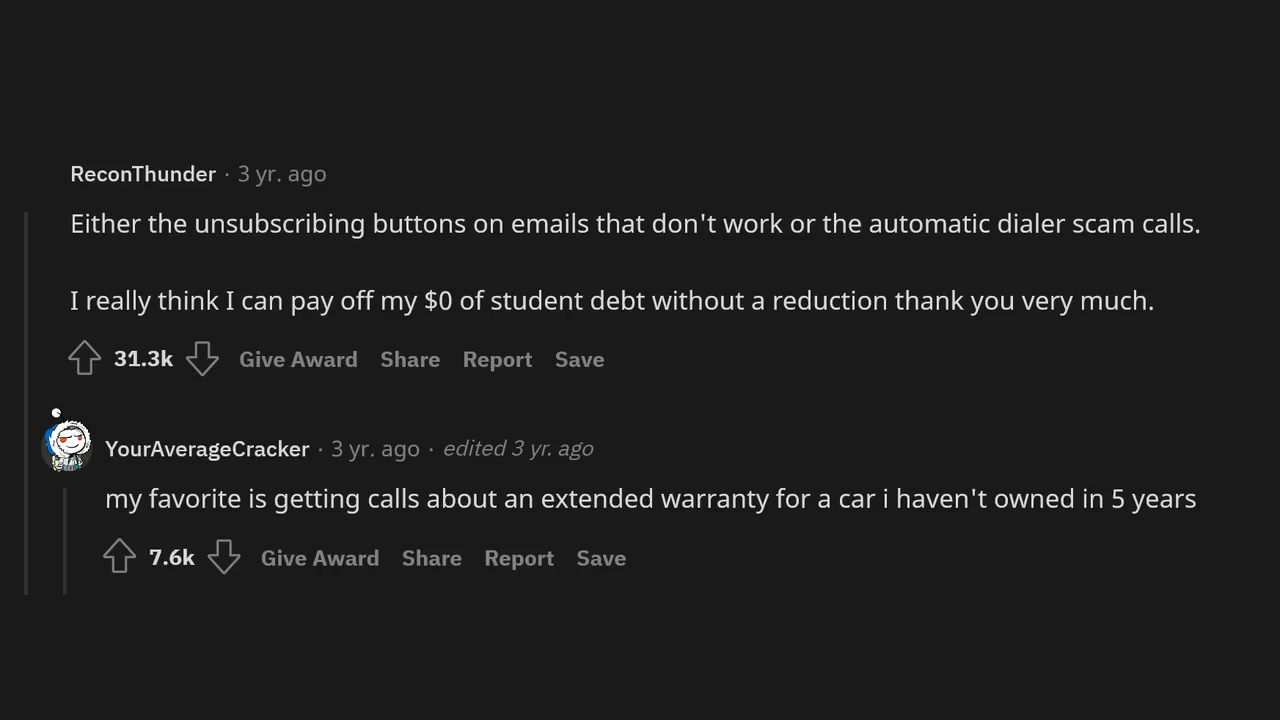 ReconThunder · 3 yr. ago
Either the unsubscribing buttons on emails that don't work or the automatic dialer scam calls.
I really think I can pay off my $0 of student debt without a reduction thank you very much.
31.3k Give Award Share Report Save
YourAverageCracker · 3 yr. ago · edited 3 yr. ago
my favorite is getting calls about an extended warranty for a car i haven't owned in 5 years
7.6k Give Award Share Report Save